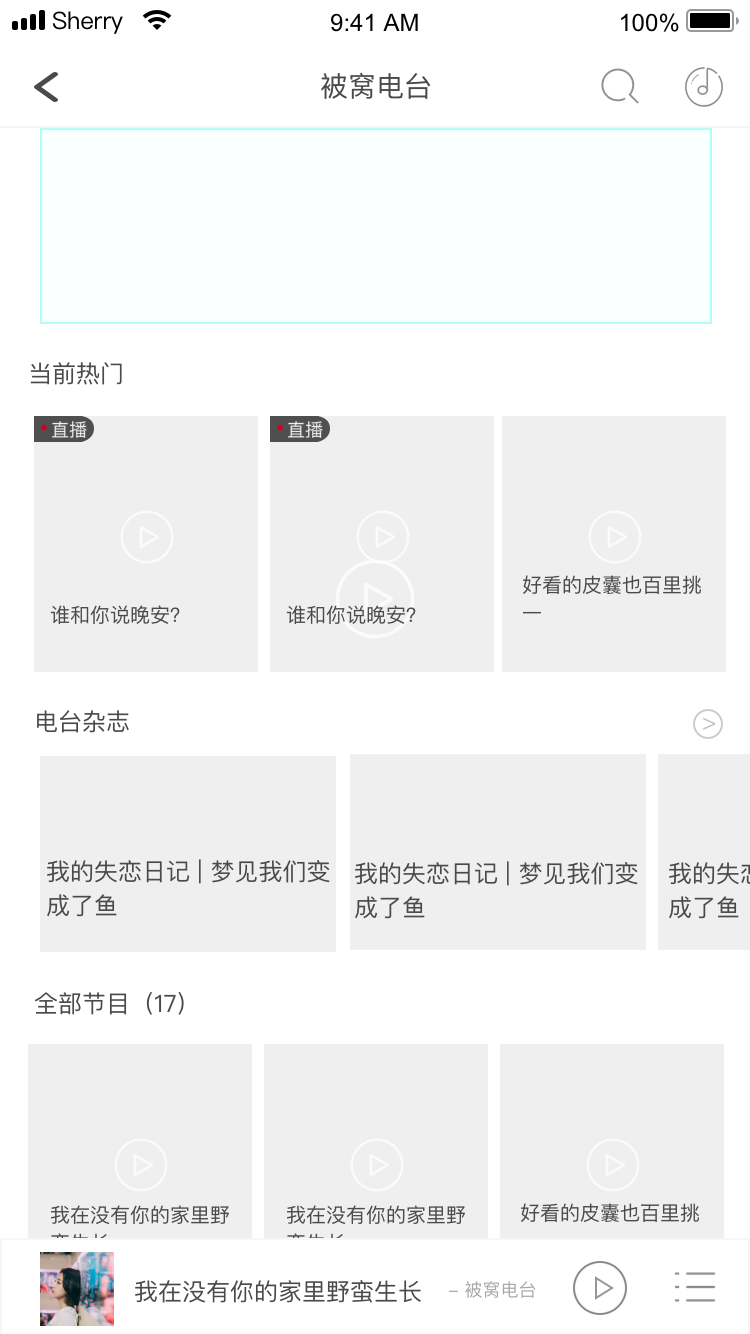 Sherry 9:41 AM 100%
被窝电台
当前热门
直播 直播
谁和你说晚安? 谁和你说晚安? 好看的皮囊也百里挑
一
电台杂志
我的失恋日记 | 梦见我们变
成了鱼
我的失恋日记 | 梦见我们变
成了鱼
我的失恋
成了鱼
全部节目（17）
我在没有你的家里野
蛮生长
我在没有你的家里野
蛮生长
好看的皮囊也百里挑
我在没有你的家里野蛮生长 – 被窝电台